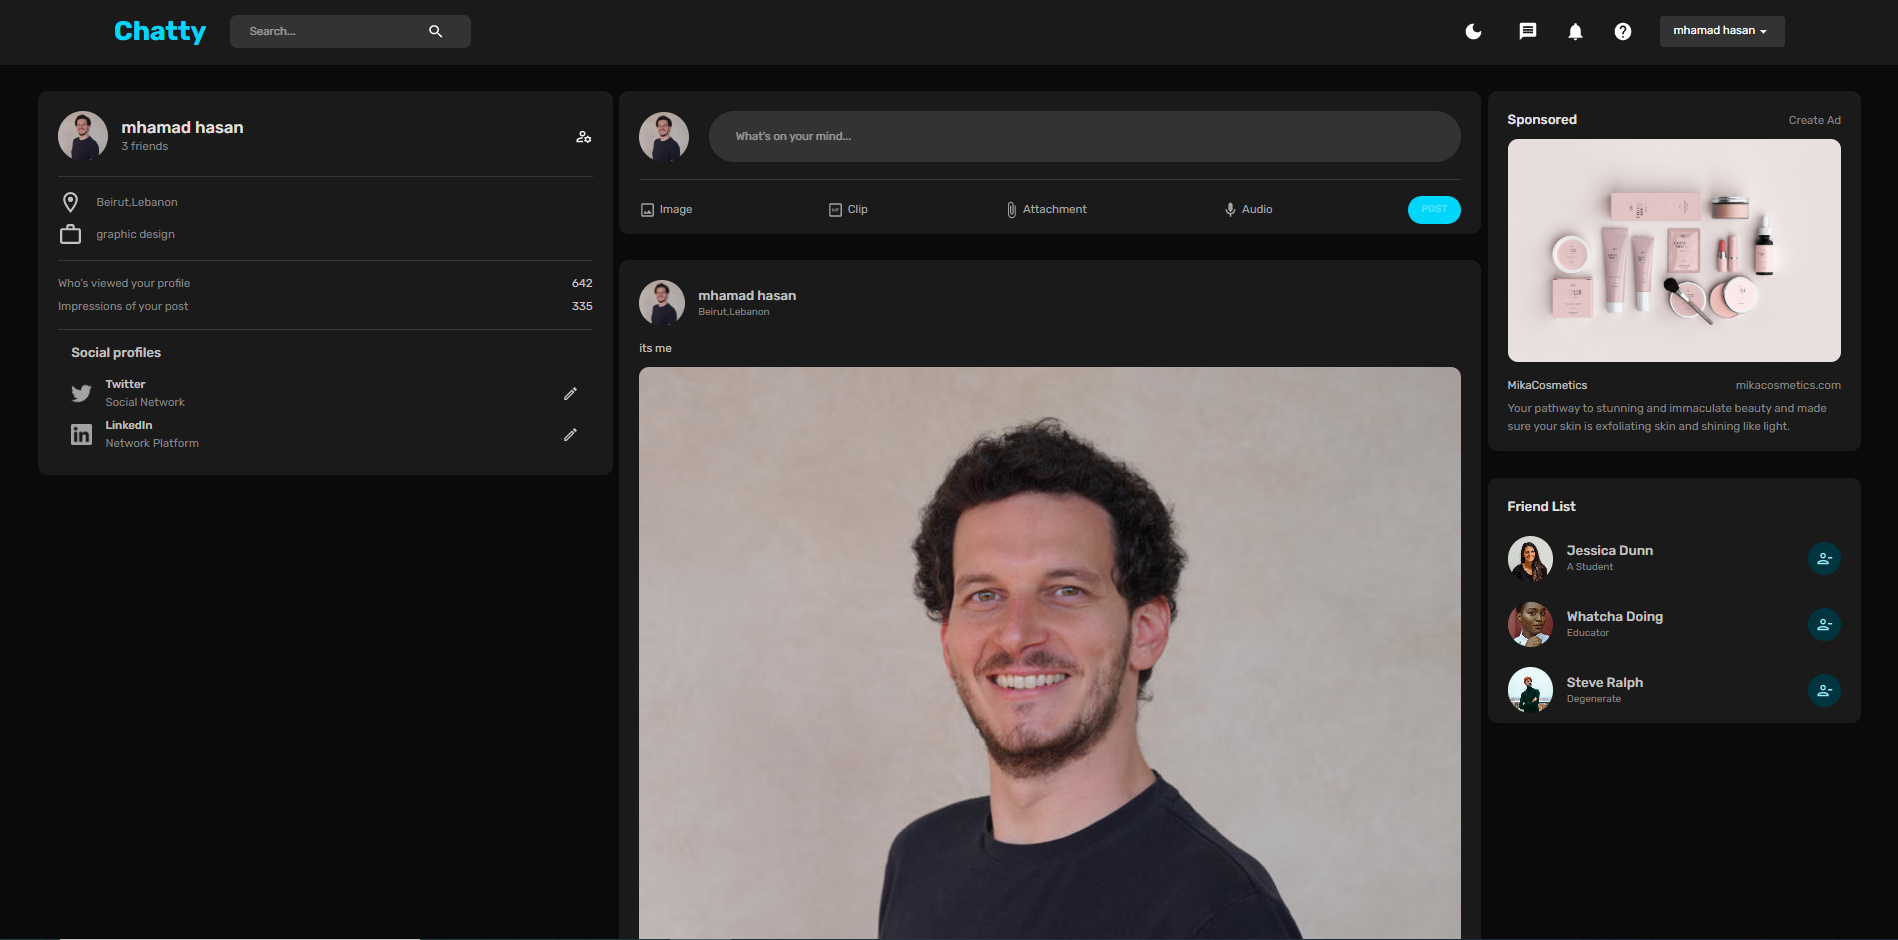 Chatty
Search...
mhamad hasan
mhamad hasan
3 friends
Beirut,Lebanon
graphic design
Who's viewed your profile 642
Impressions of your post 335
Social profiles
Twitter
Social Network
LinkedIn
Network Platform
What's on your mind...
Image Clip Attachment Audio POST
mhamad hasan
Beirut,Lebanon
its me
Sponsored Create Ad
MikaCosmetics mikacosmetics.com
Your pathway to stunning and immaculate beauty and made
sure your skin is exfoliating skin and shining like light.
Friend List
Jessica Dunn
A Student
Whatcha Doing
Educator
Steve Ralph
Degenerate